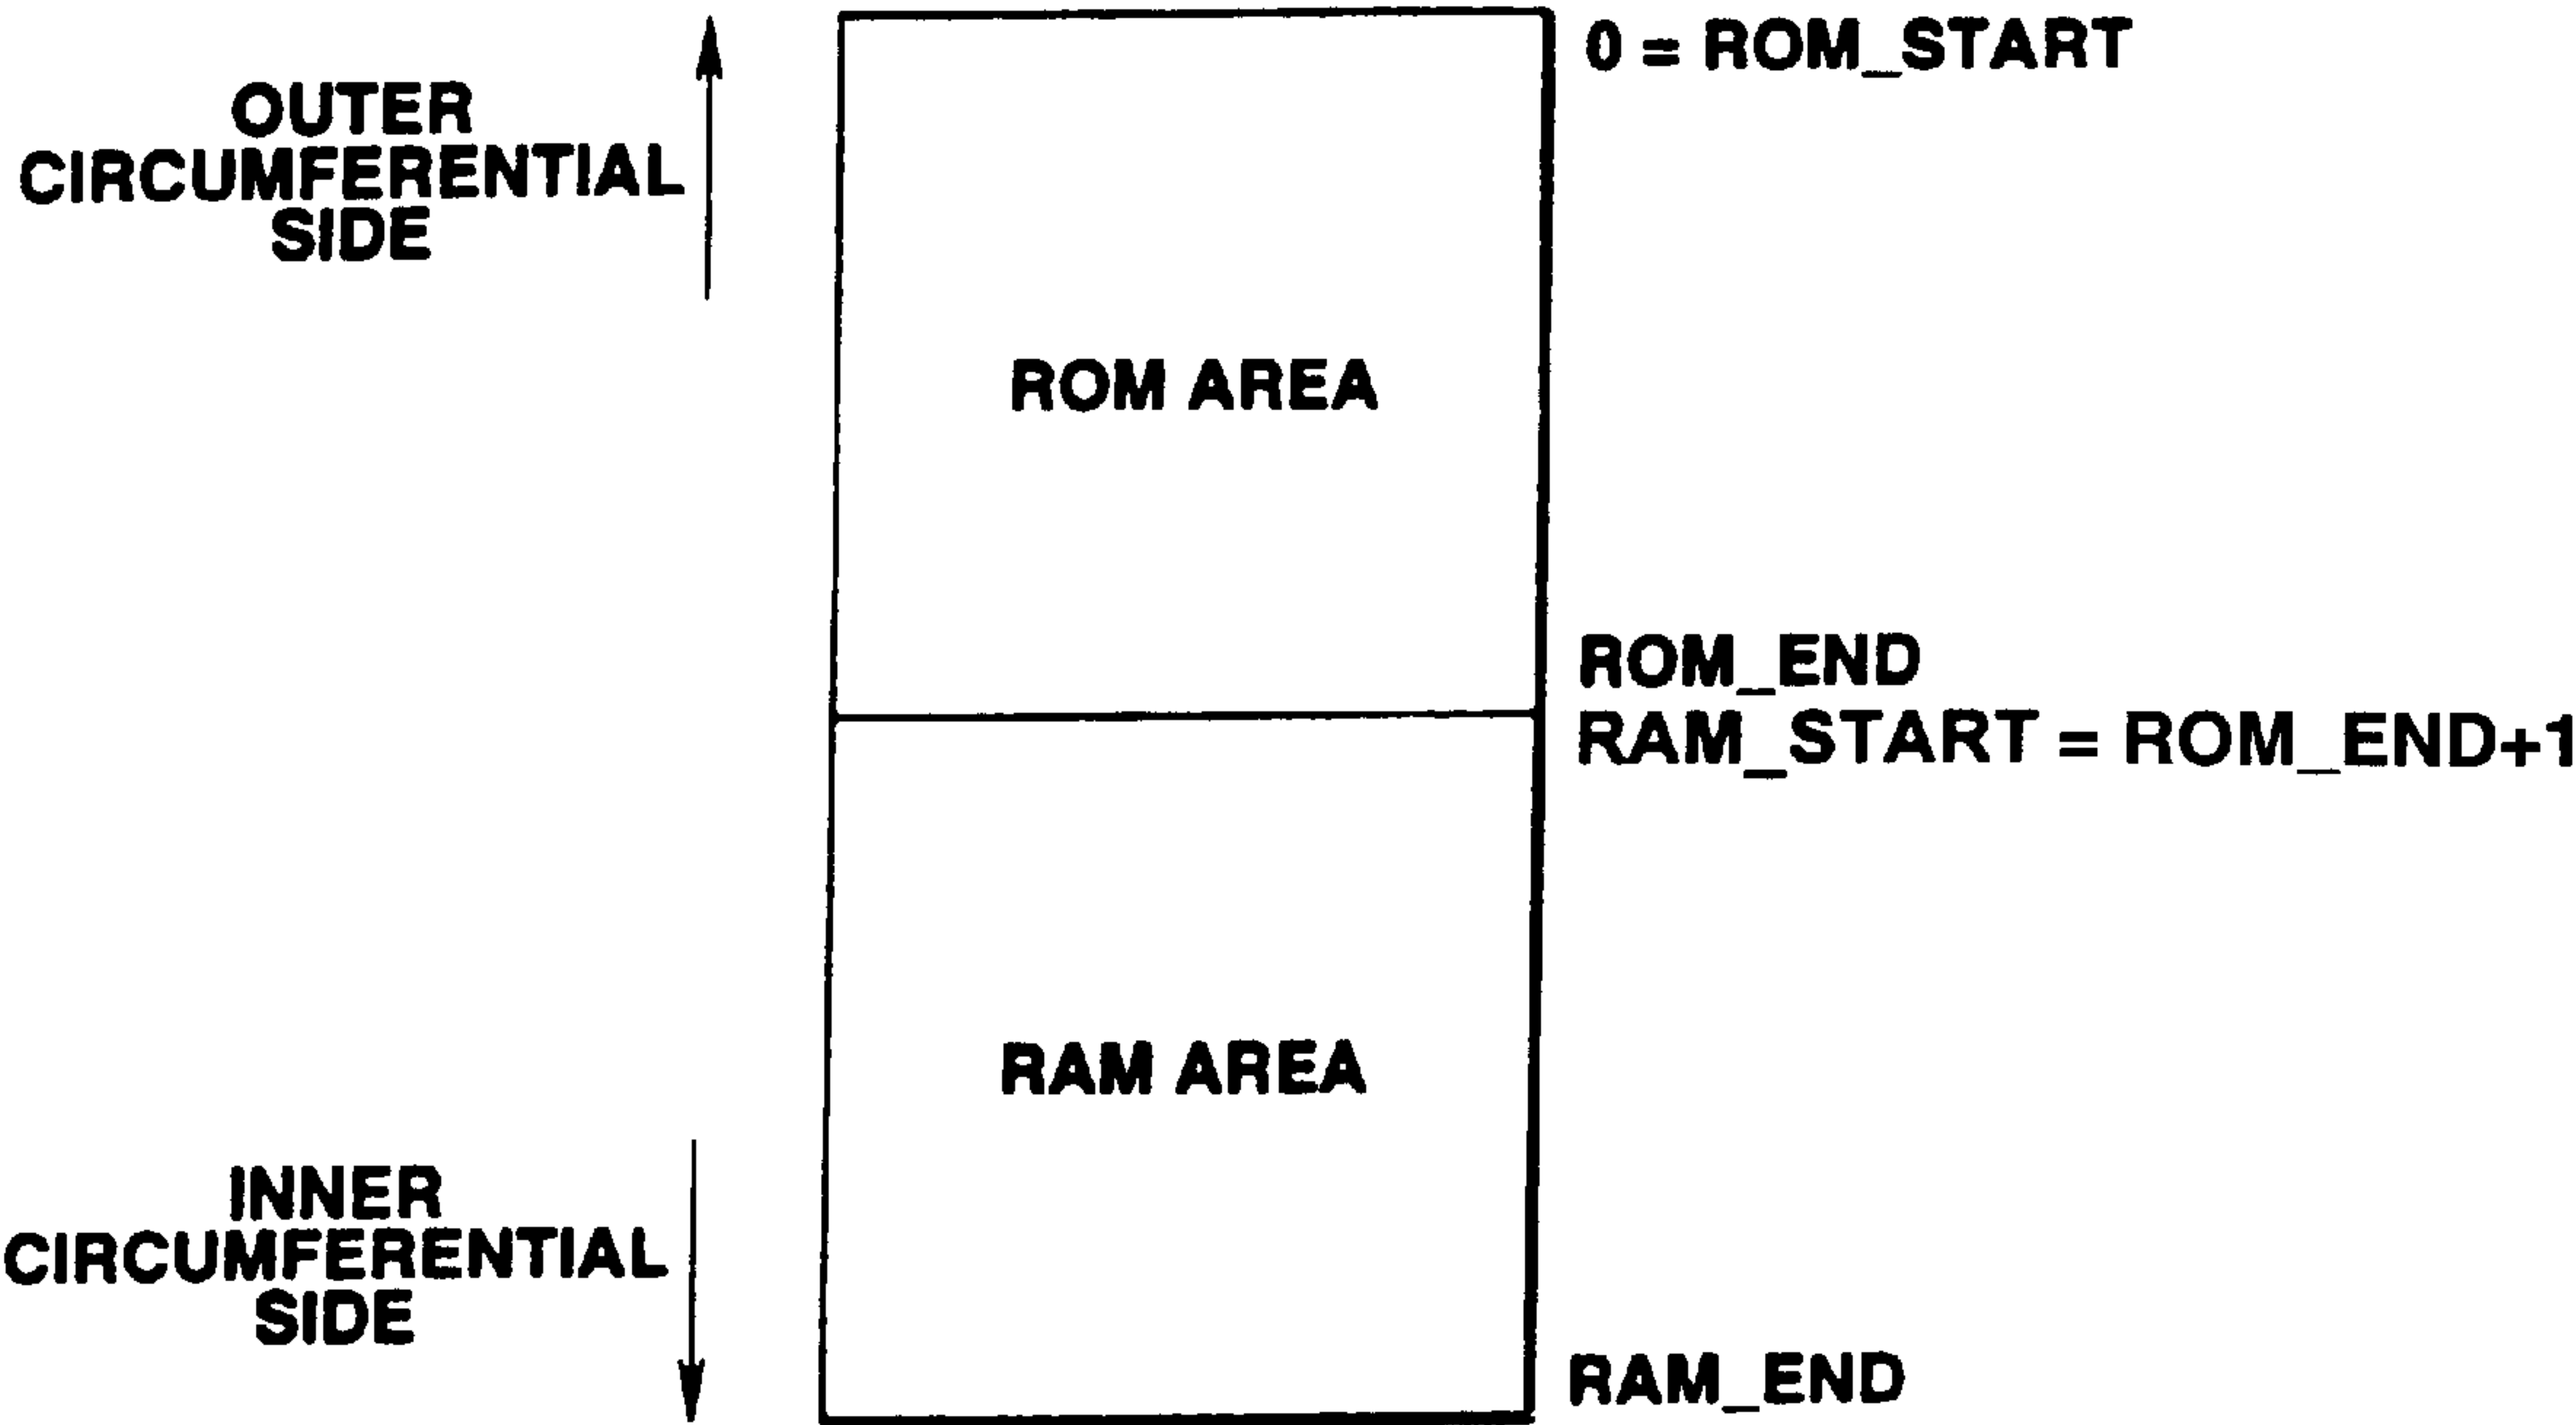 0 = ROM_START
OUTER
CIRCUMFERENTIAL
SIDE
ROM AREA
ROM_END
RAM_START = ROM_END+1
RAM AREA
INNER
CIRCUMFERENTIAL
SIDE
RAM_END